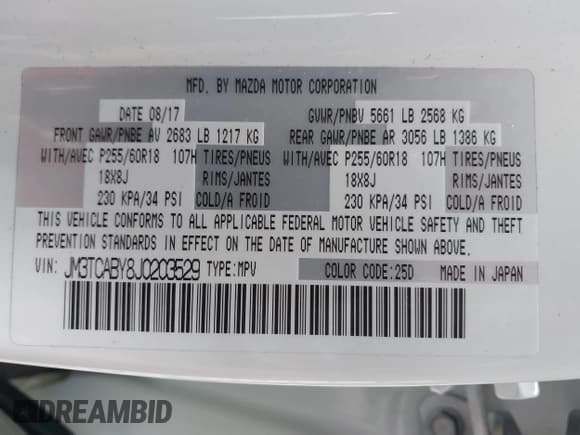 MFD. BY MAZDA MOTOR CORPORATION
DATE 08/17 GVWR/PNBV 5661 LB 2568 KG
FRONT GAWR/PNBE AV 2683 LB 1217 KG REAR GAWR/PNBE AR 3056 LB 1386 KG
WITH/AVEC P255/60R18 107H TIRES/PNEUS WITH/AVEC P255/60R18 107H TIRES/PNEUS
18X8J RIMS/JANTES 18X8J RIMS/JANTES
230 KPA/34 PSI COLD/A FROID 230 KPA/34 PSI COLD/A FROID
THIS VEHICLE CONFORMS TO ALL APPLICABLE FEDERAL MOTOR VEHICLE SAFETY AND THEFT
PREVENTION STANDARDS IN EFFECT ON THE DATE OF MANUFACTURE SHOWN ABOVE.
VIN: JM3TCABY8J0203529 TYPE:MPV COLOR CODE:25D MADE IN JAPAN
DREAMBID